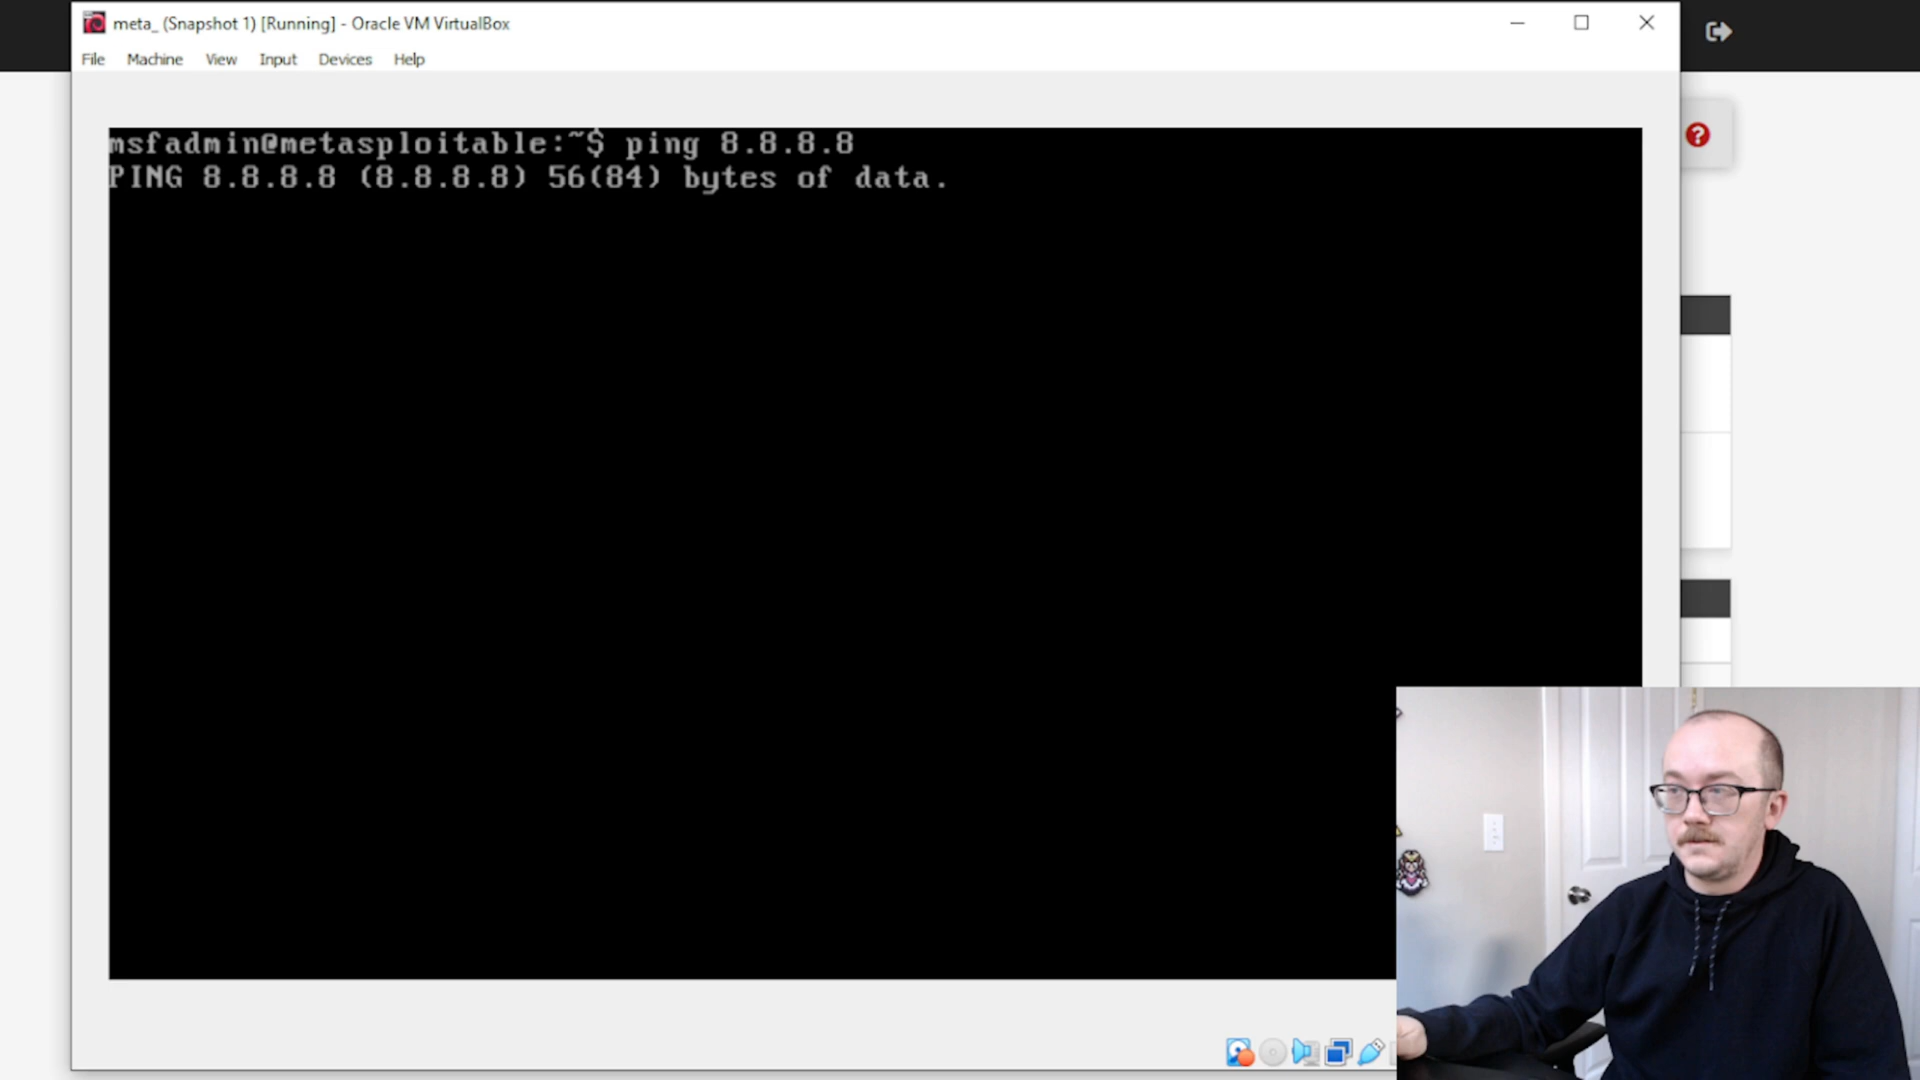 meta_ (Snapshot 1) [Running] - Oracle VM VirtualBox
File Machine View Input Devices Help
msfadmin@metasploitable:~$ ping 8.8.8.8
PING 8.8.8.8 (8.8.8.8) 56(84) bytes of data.